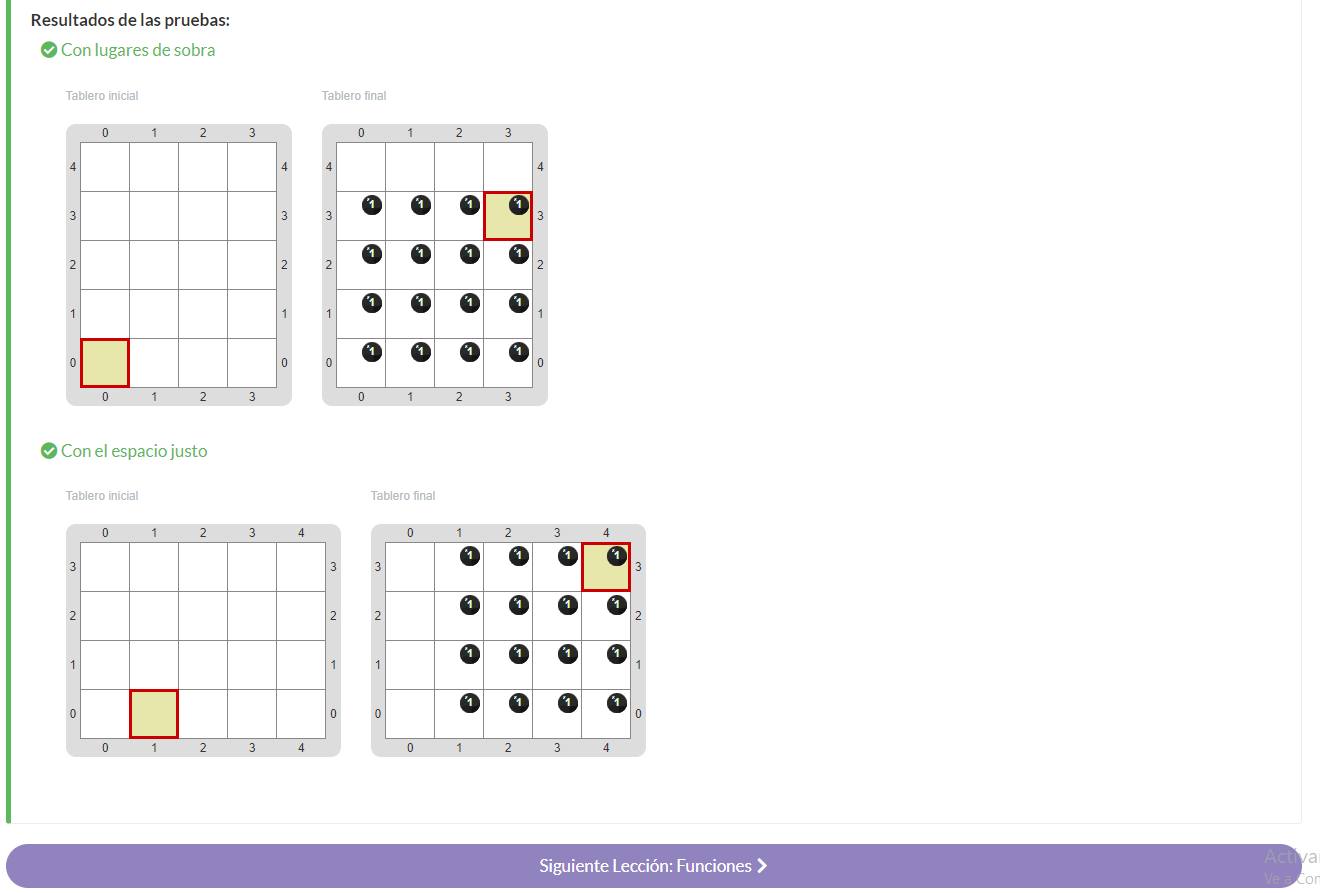 Resultados de las pruebas:
Con lugares de sobra
Tablero inicial Tablero final
0 1 2 3 0 1 2 3
4 4 4 4
3 3 3 1 1 1 1 3
2 2 2 1 1 1 1 2
1 1 1 1 1 1 1 1
0 0 0 1 1 1 1 0
0 1 2 3 0 1 2 3
Con el espacio justo
Tablero inicial Tablero final
0 1 2 3 4 0 1 2 3 4
3 3 3 1 1 1 1 3
2 2 2 1 1 1 1 2
1 1 1 1 1 1 1 1
0 0 0 1 1 1 1 0
0 1 2 3 4 0 1 2 3 4
Siguiente Lección: Funciones
Activa
Ve a Con